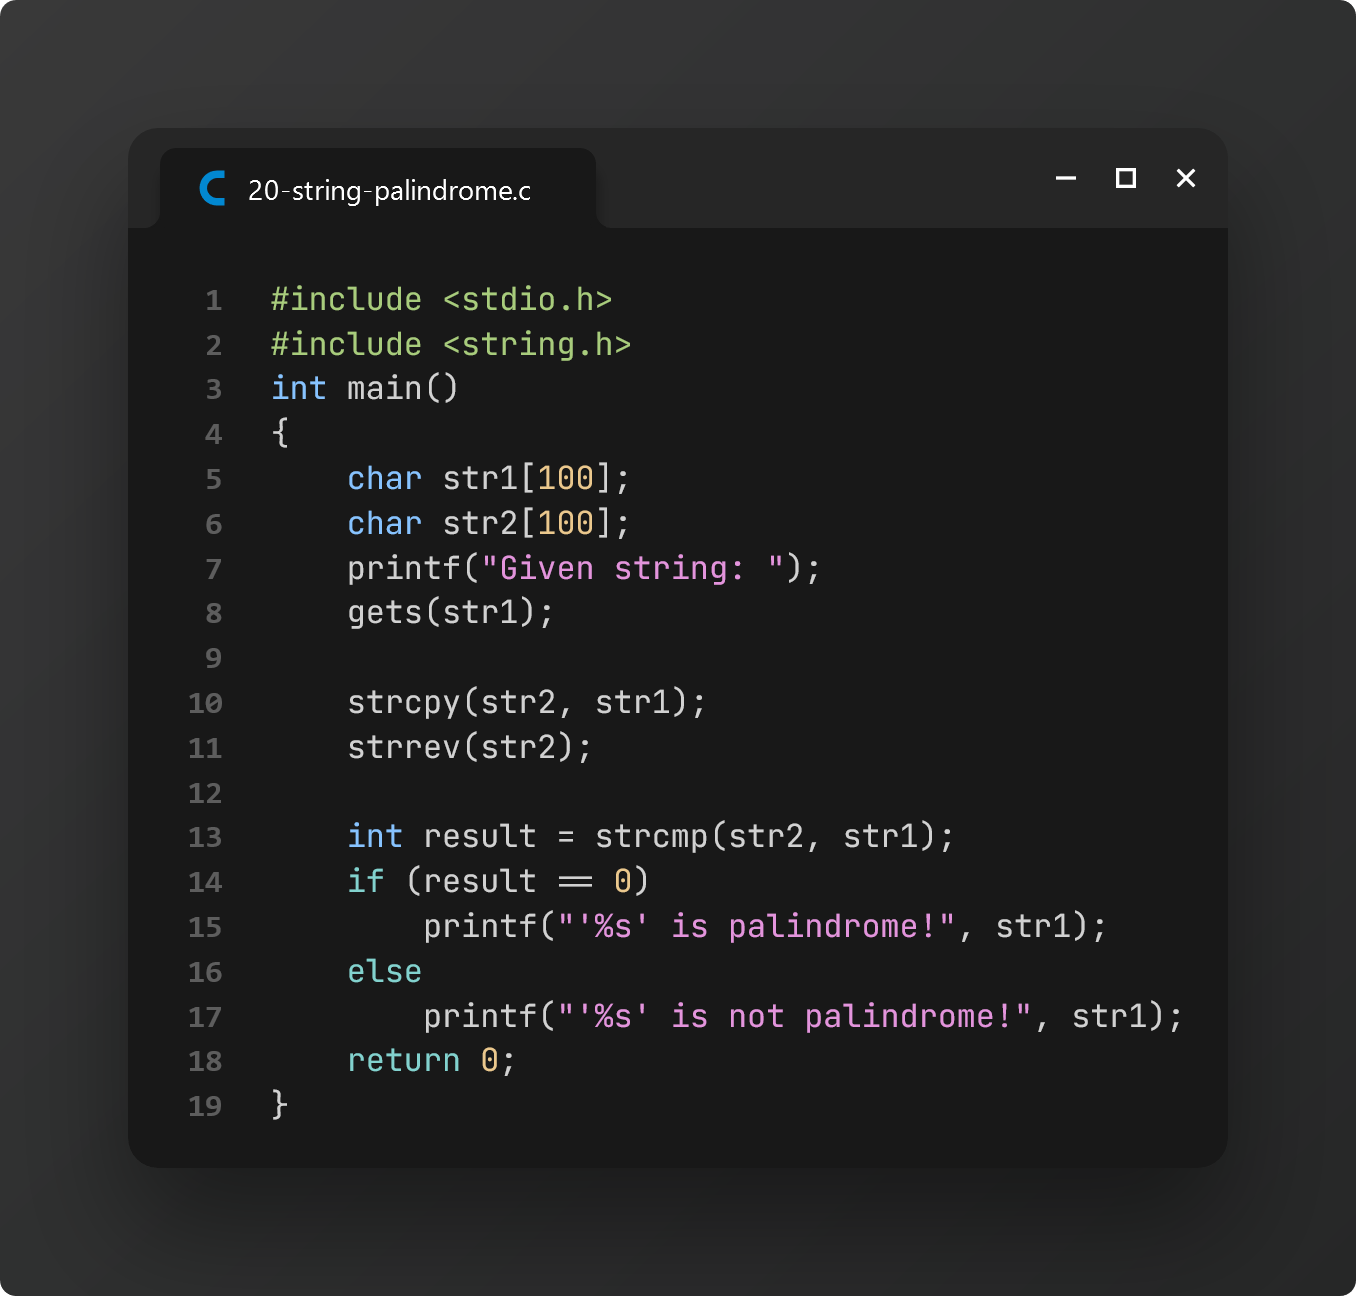 20-string-palindrome.c
1 #include <stdio.h>
2 #include <string.h>
3 int main()
4 {
5     char str1[100];
6     char str2[100];
7     printf("Given string: ");
8     gets(str1);
9
10     strcpy(str2, str1);
11     strrev(str2);
12
13     int result = strcmp(str2, str1);
14     if (result == 0)
15         printf("'%s' is palindrome!", str1);
16     else
17         printf("'%s' is not palindrome!", str1);
18     return 0;
19 }